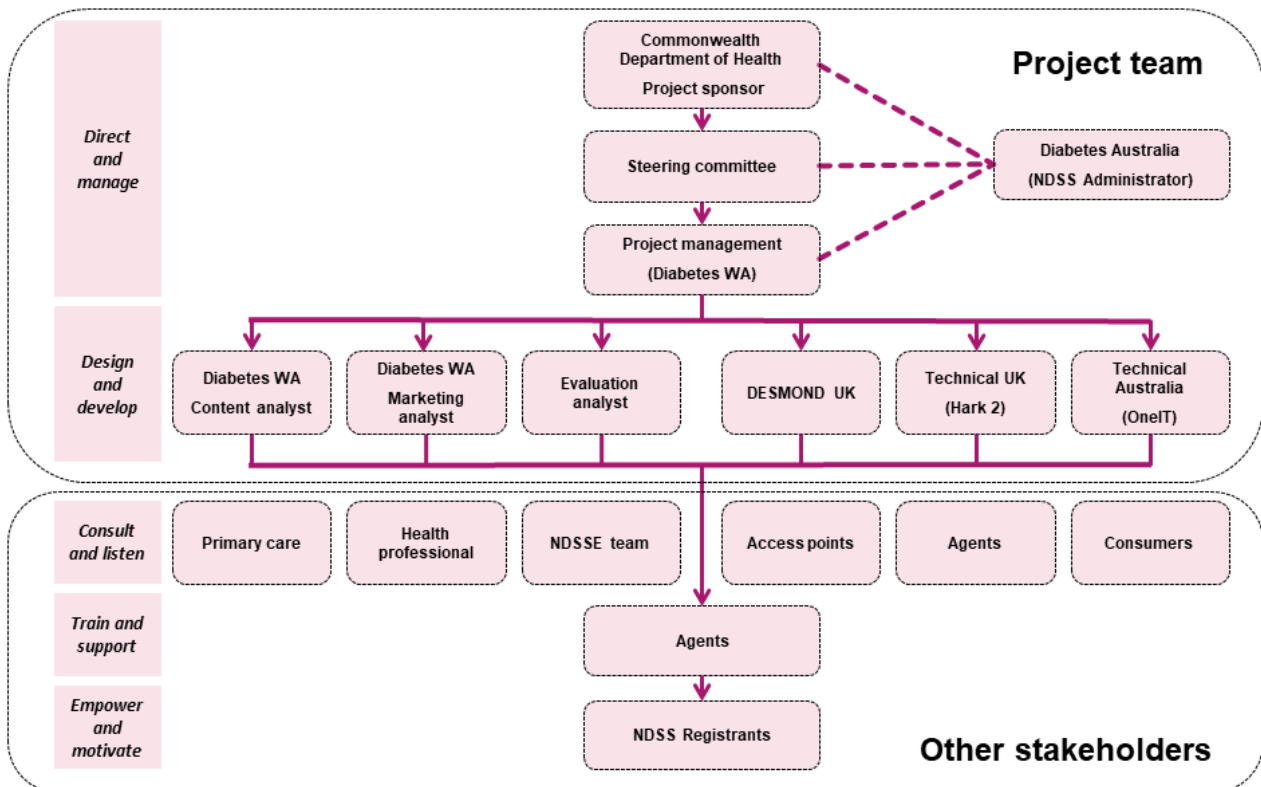 Commonwealth
Department of Health
Project sponsor
Project team
Direct
and
manage
Steering committee
Diabetes Australia
(NDSS Administrator)
Project management
(Diabetes WA)
Design
and
develop
Diabetes WA
Content analyst
Diabetes WA
Marketing
analyst
Evaluation
analyst
DESMOND UK
Technical UK
(Hark 2)
Technical
Australia
(OneIT)
Consult
and listen
Primary care
Health
professional
NDSSE team
Access points
Agents
Consumers
Train and
support
Agents
Empower
and
motivate
NDSS Registrants
Other stakeholders